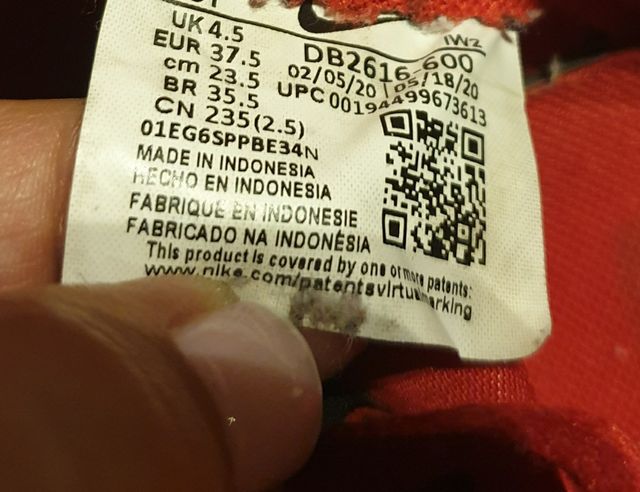 UK 4.5
EUR 37.5
cm 23.5
BR 35.5
CN 235(2.5)
IW2
DB2616-600
02/05/20 | 05/18/20
UPC 00194499673613
01EG6SPPBE34N
MADE IN INDONESIA
HECHO EN INDONESIA
FABRIQUE EN INDONESIE
FABRICADO NA INDONÉSIA
This product is covered by one or more patents:
www.nike.com/patentsvirtualmarking